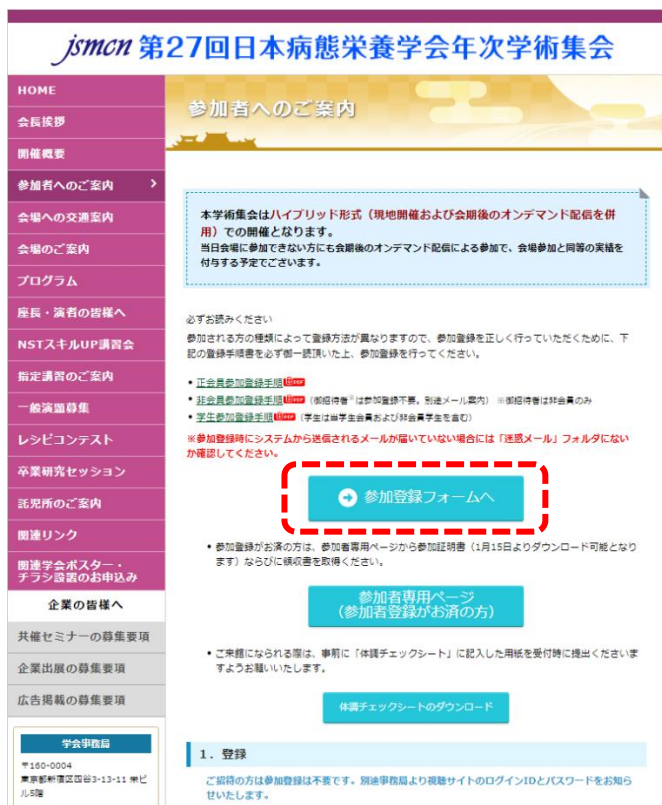 jsmcn 第27回日本病態栄養学会年次学術集会
HOME
会長挨拶
開催概要
参加者へのご案内
会場への交通案内
会場のご案内
プログラム
座長・演者の皆様へ
NSTスキルUP講習会
指定講習のご案内
一般演題募集
レシピコンテスト
卒業研究セッション
託児所のご案内
関連リンク
関連学会ポスター・
チラシ設置のお申込み
企業の皆様へ
共催セミナーの募集要項
企業出展の募集要項
広告掲載の募集要項
学会事務局
〒160-0004
東京都新宿区四谷3-13-11 栄ビ
ル5階
参加者へのご案内
本学術集会はハイブリッド形式（現地開催および会期後のオンデマンド配信を併
用）での開催となります。
当日会場に参加できない方にも会期後のオンデマンド配信による参加で、会場参加と同等の実績を
付与する予定でございます。
必ずお読みください
参加される方の種類によって登録方法が異なりますので、参加登録を正しく行っていただくために、下
記の登録手順書を必ず御一読頂いた上、参加登録を行ってください。
• 正会員参加登録手順 PDF
• 非会員参加登録手順 PDF （御招待者※は参加登録不要。別途メール案内） ※御招待者は非会員のみ
• 学生参加登録手順 PDF （学生は当学生会員および非会員学生を含む）
※参加登録時にシステムから送信されるメールが届いていない場合には「迷惑メール」フォルダにない
か確認してください。
参加登録フォームへ
• 参加登録がお済の方は、参加者専用ページから参加証明書（1月15日よりダウンロード可能となり
ます）ならびに領収書を取得ください。
参加者専用ページ
（参加者登録がお済の方）
• ご来館になられる際は、事前に「体調チェックシート」に記入した用紙を受付時に提出くださいま
すようお願いいたします。
体調チェックシートのダウンロード
1. 登録
ご招待の方は参加登録は不要です。別途事務局より視聴サイトのログインIDとパスワードをお知ら
せいたします。